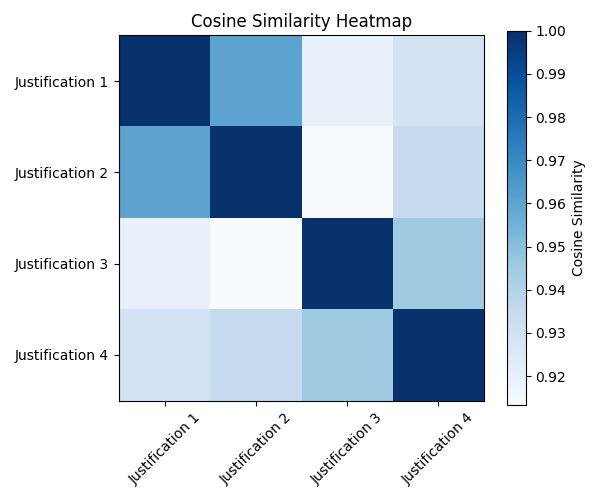 Cosine Similarity Heatmap
Justification 1
Justification 2
Justification 3
Justification 4
Justification 1
Justification 2
Justification 3
Justification 4
1.00
0.99
0.98
0.97
0.96
0.95
0.94
0.93
0.92
Cosine Similarity